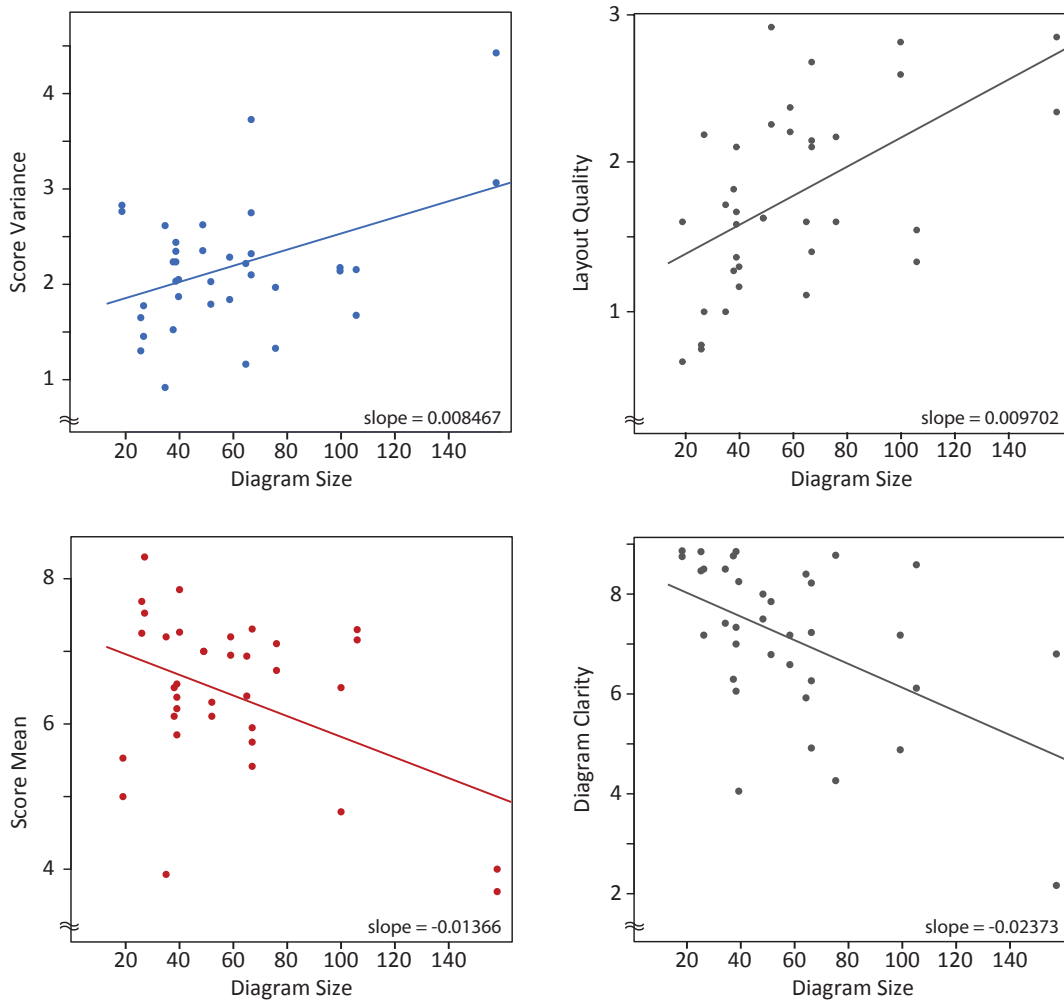 Score Variance
4
3
2
1
slope = 0.008467
20 40 60 80 100 120 140
Diagram Size
Layout Quality
3
2
1
slope = 0.009702
20 40 60 80 100 120 140
Diagram Size
Score Mean
8
6
4
slope = -0.01366
20 40 60 80 100 120 140
Diagram Size
Diagram Clarity
8
6
4
2
slope = -0.02373
20 40 60 80 100 120 140
Diagram Size